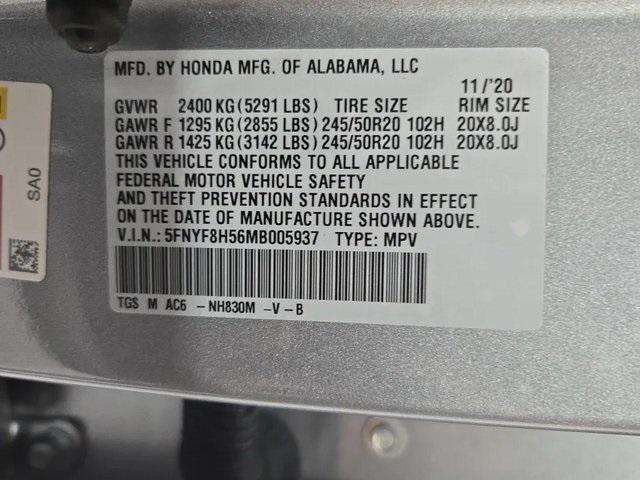 MFD. BY HONDA MFG. OF ALABAMA, LLC
11/'20
GVWR 2400 KG (5291 LBS) TIRE SIZE RIM SIZE
GAWR F 1295 KG (2855 LBS) 245/50R20 102H 20X8.0J
GAWR R 1425 KG (3142 LBS) 245/50R20 102H 20X8.0J
THIS VEHICLE CONFORMS TO ALL APPLICABLE
FEDERAL MOTOR VEHICLE SAFETY
AND THEFT PREVENTION STANDARDS IN EFFECT
ON THE DATE OF MANUFACTURE SHOWN ABOVE.
V.I.N.: 5FNYF8H56MB005937 TYPE: MPV
TGS M AC6 -NH830M -V-B
SA0